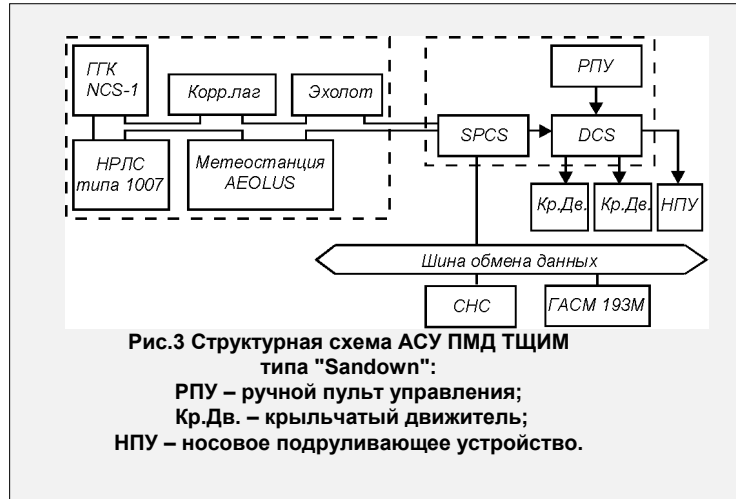 ГГК
NCS-1
Корр.лаг
Эхолот
РПУ
НРЛС
типа 1007
Метеостанция
AEOLUS
SPCS
DCS
Кр.Дв.
Кр.Дв.
НПУ
Шина обмена данных
СНС
ГАСМ 193М
Рис.3 Структурная схема АСУ ПМД ТЩИМ
типа "Sandown":
РПУ – ручной пульт управления;
Кр.Дв. – крыльчатый движитель;
НПУ – носовое подруливающее устройство.